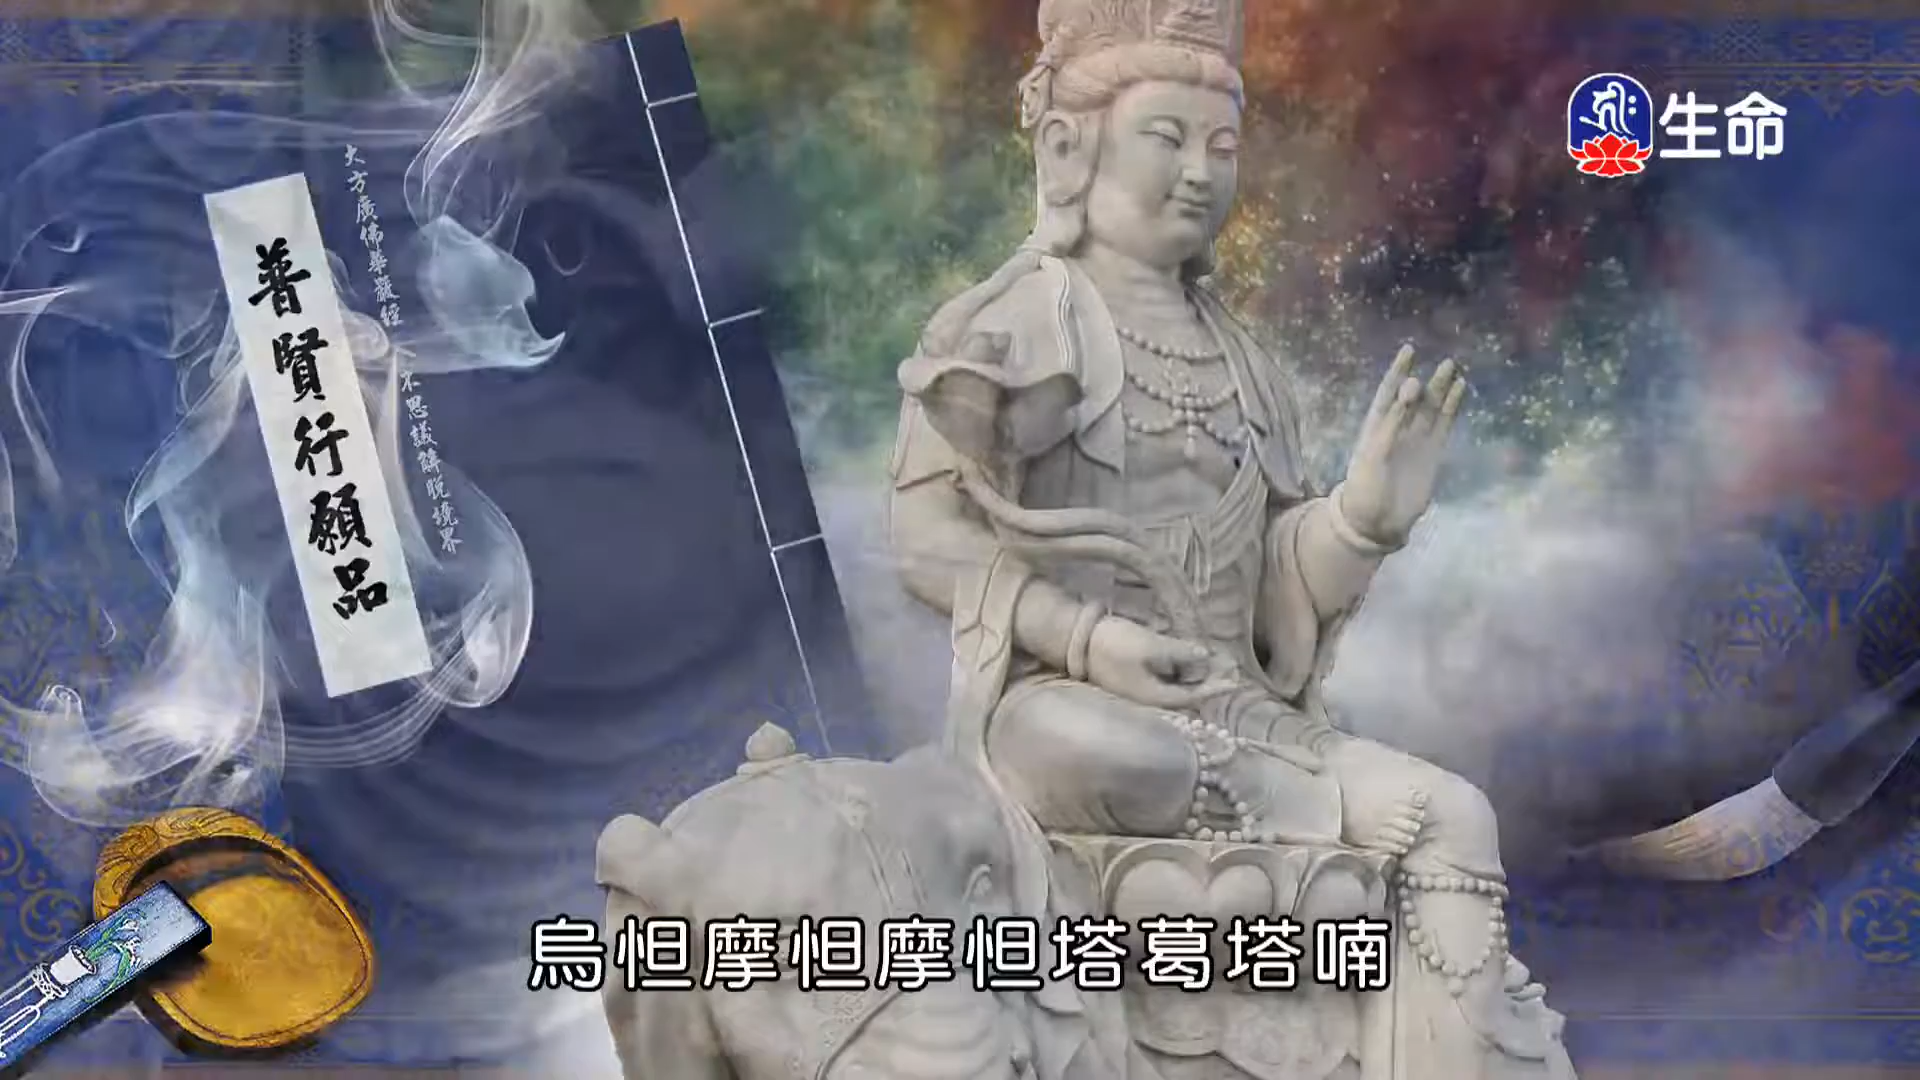 大方廣佛華嚴經入不思議解脫境界
普賢行願品
生命
烏怛摩怛摩怛塔葛塔喃